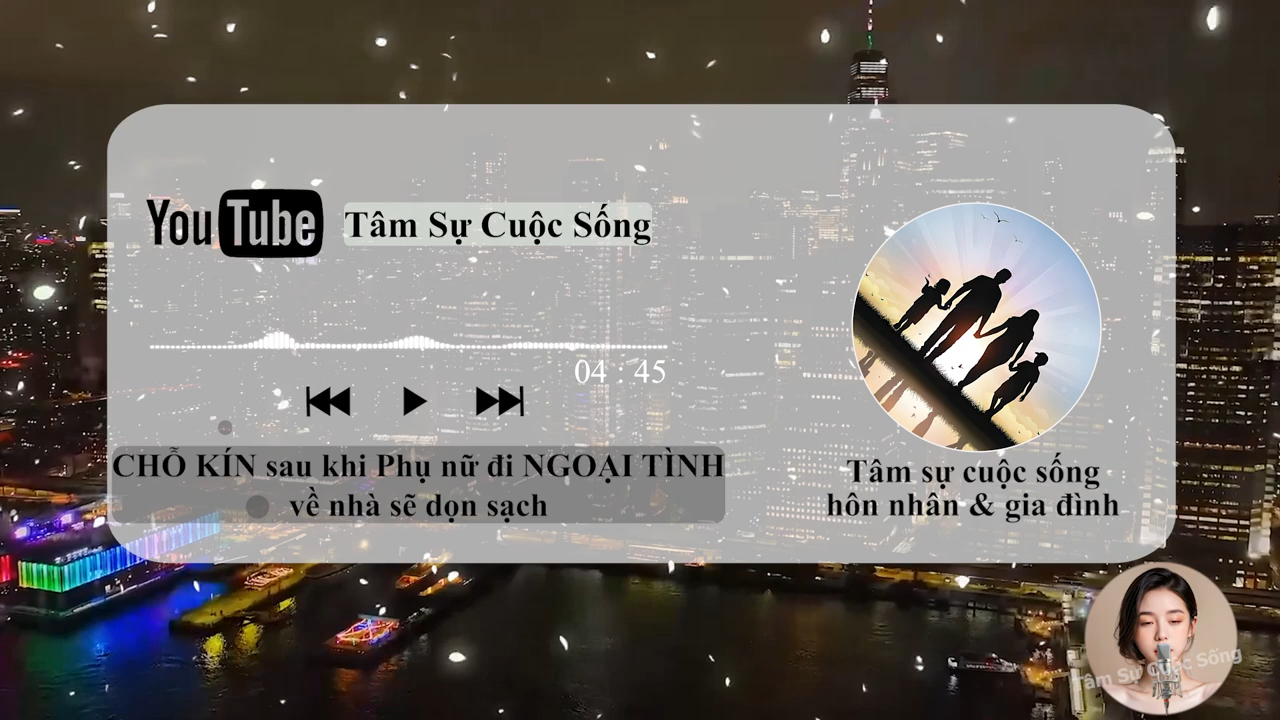 YouTube
Tâm Sự Cuộc Sống
04 : 45
CHỖ KÍN sau khi Phụ nữ đi NGOẠI TÌNH
về nhà sẽ dọn sạch
Tâm sự cuộc sống
hôn nhân & gia đình
Tâm Sự Cuộc Sống